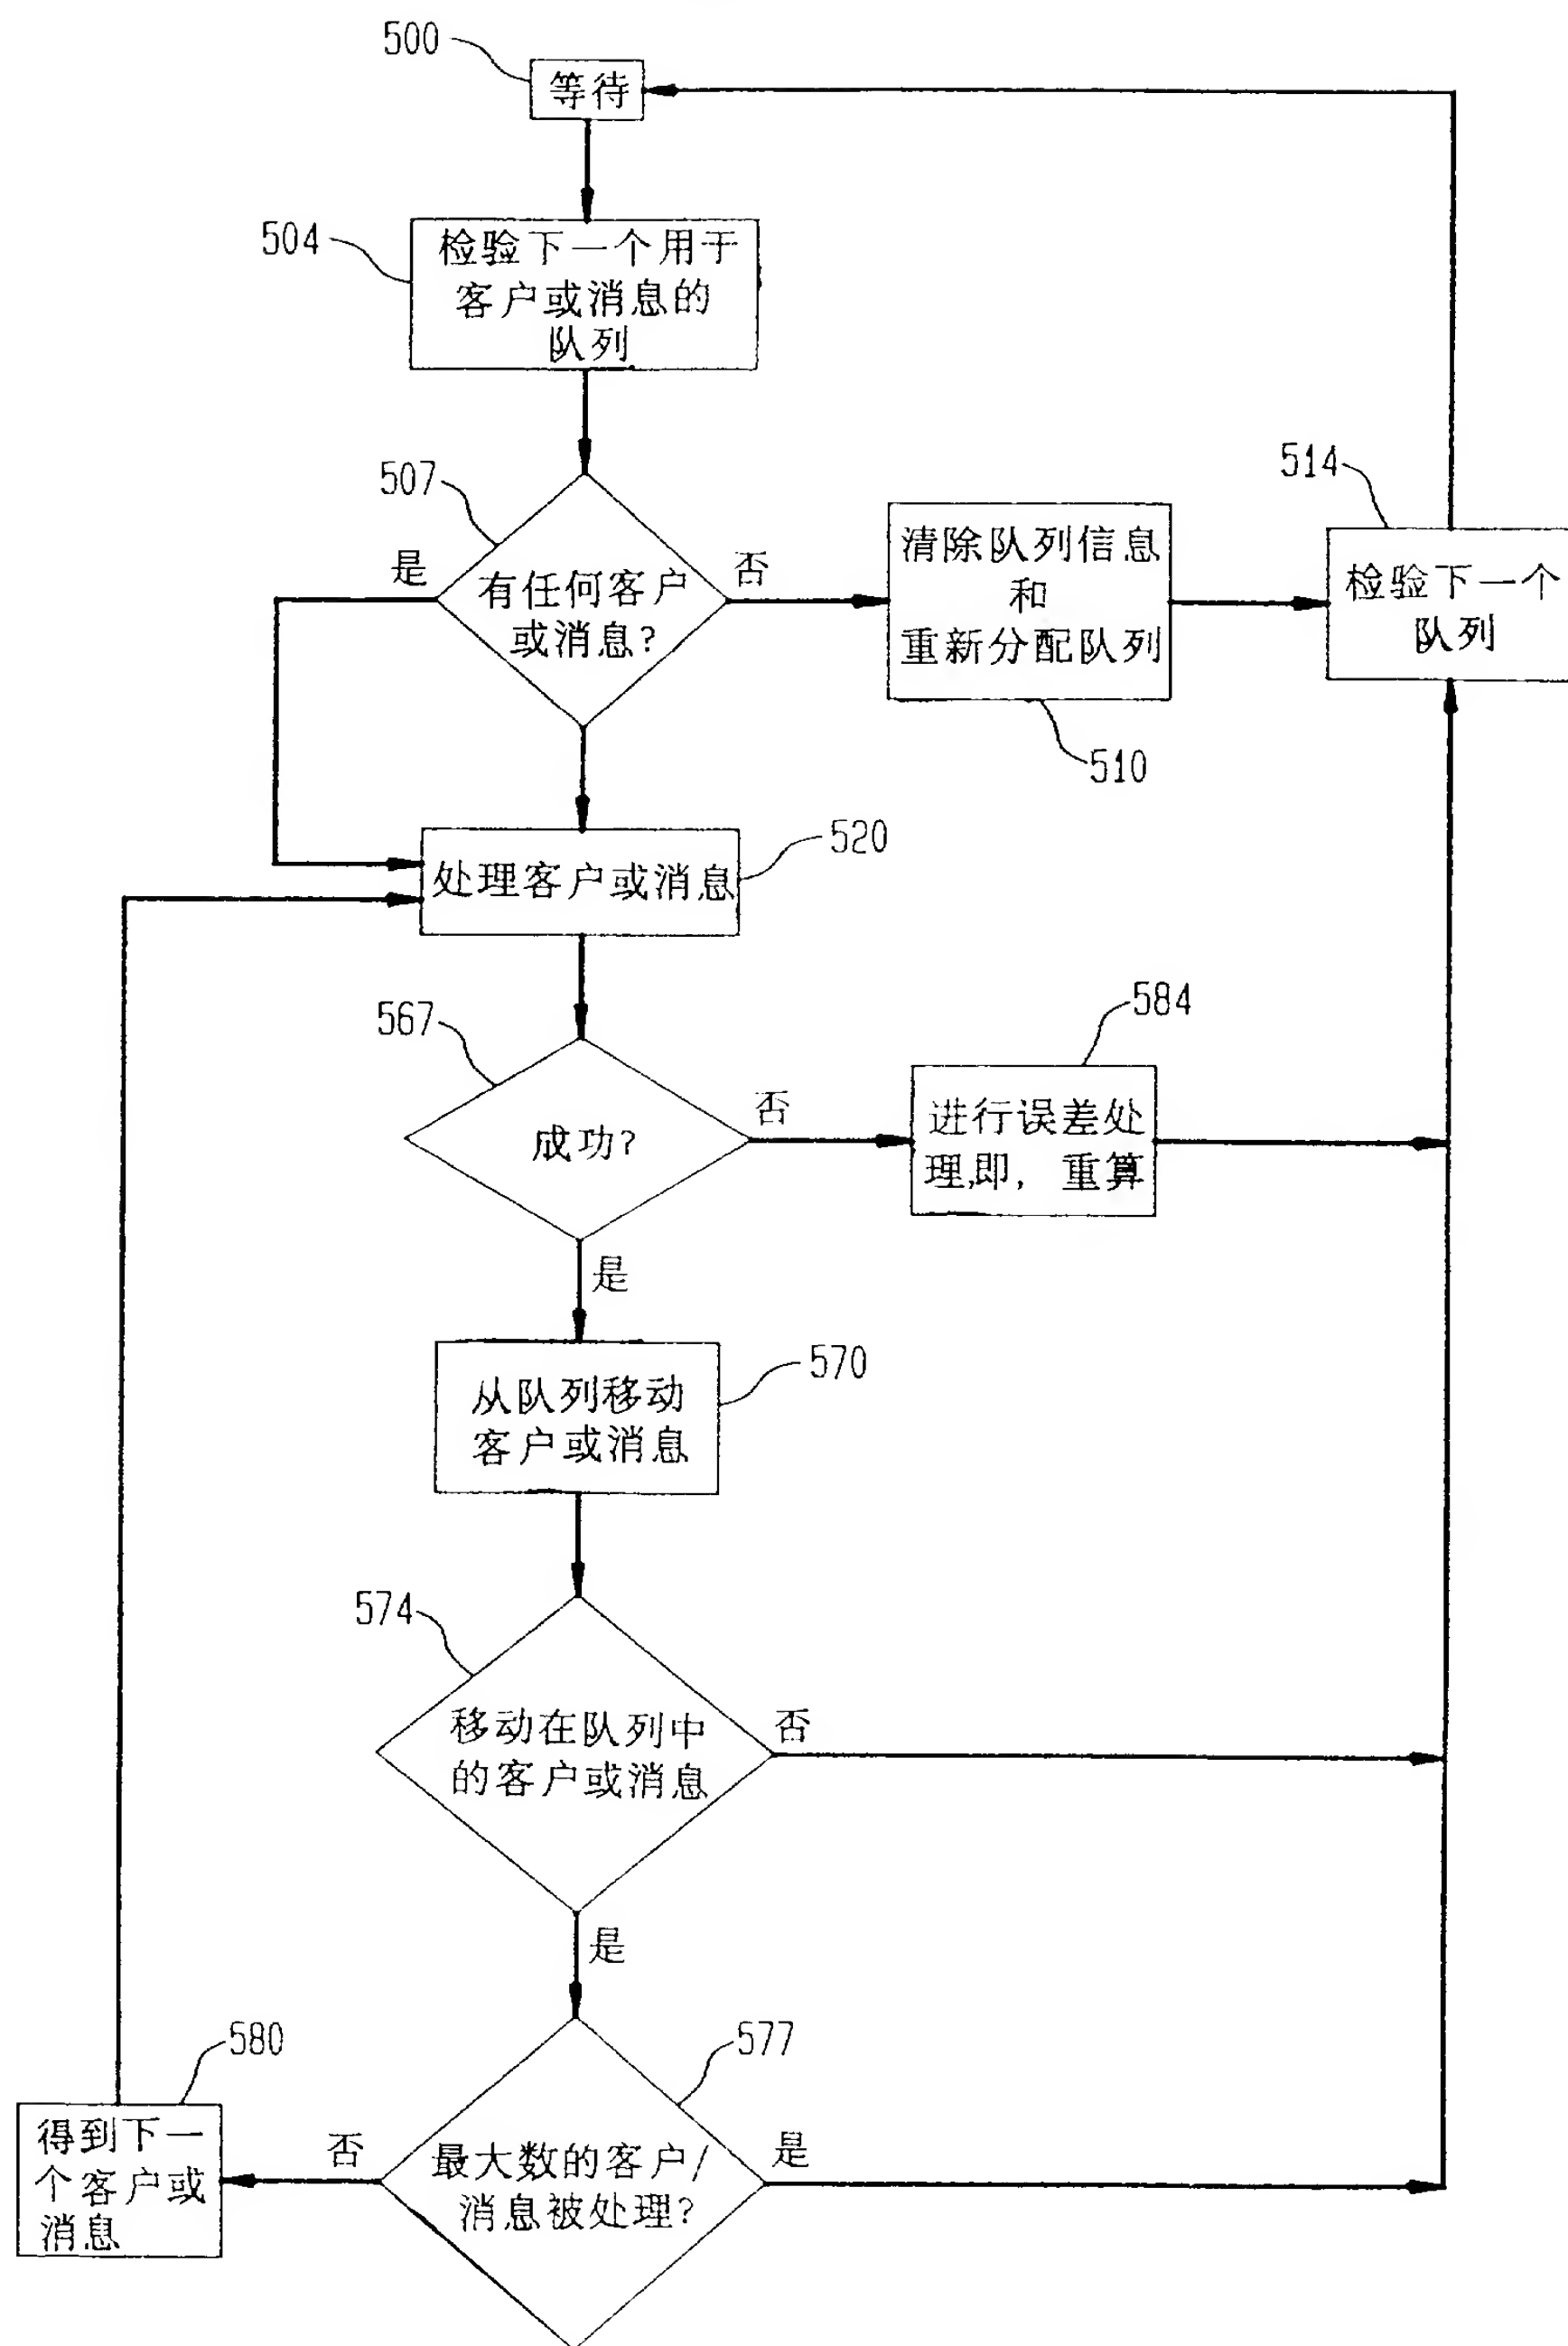 500
等待
504
检验下一个用于
客户或消息的
队列
507
是
有任何客户
或消息?
否
清除队列信息
和
重新分配队列
510
514
检验下一个
队列
处理客户或消息
520
567
成功?
否
584
进行误差处
理,即, 重算
是
从队列移动
客户或消息
570
574
移动在队列中
的客户或消息
否
是
580
得到下一
个客户或
消息
否
577
最大数的客户/
消息被处理?
是